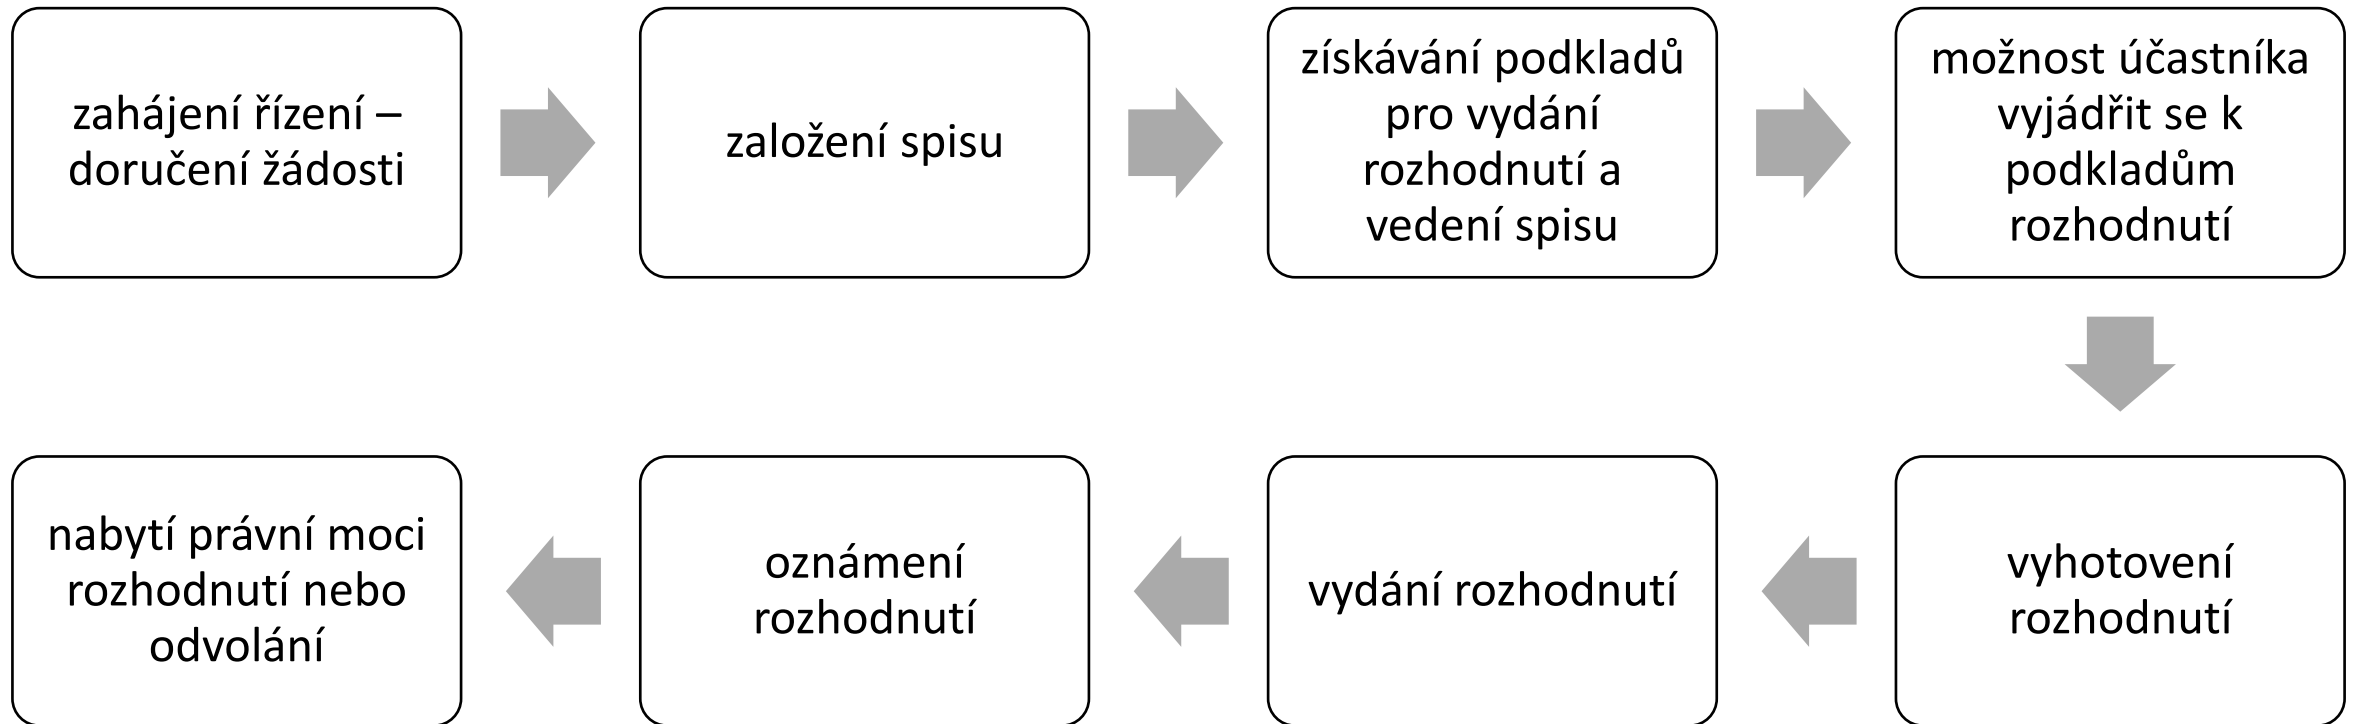 zahájení řízení –
doručení žádosti
založení spisu
získávání podkladů
pro vydání
rozhodnutí a
vedení spisu
možnost účastníka
vyjádřit se k
podkladům
rozhodnutí
vyhotovení
rozhodnutí
vydání rozhodnutí
oznámení
rozhodnutí
nabytí právní moci
rozhodnutí nebo
odvolání